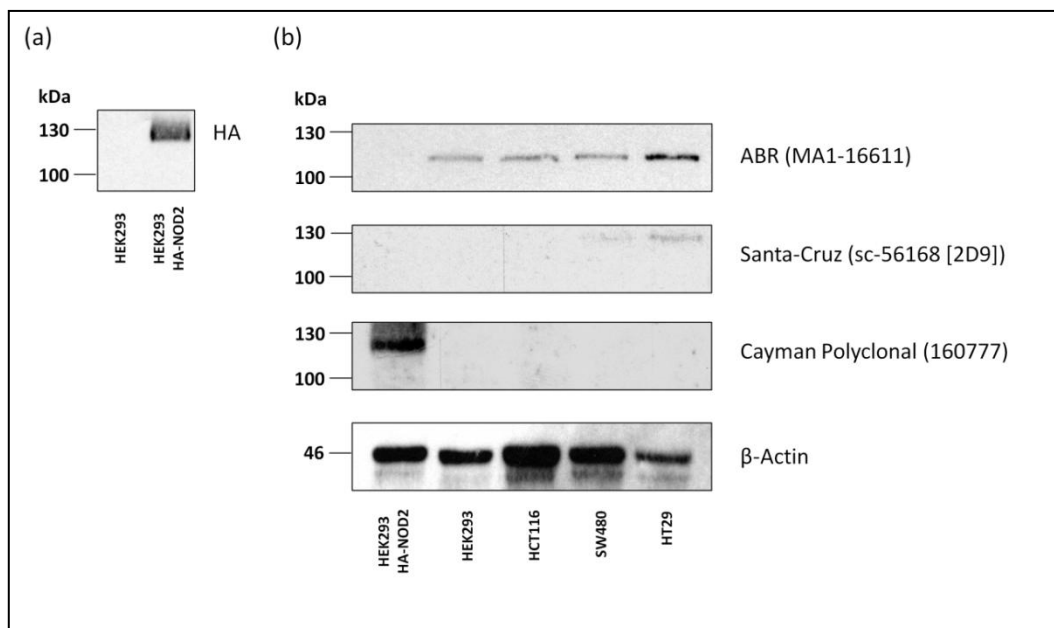 (a)
kDa
130
HA
100
HEK293
HEK293
HA-NOD2
(b)
kDa
130
ABR (MA1-16611)
100
130
Santa-Cruz (sc-56168 [2D9])
100
130
Cayman Polyclonal (160777)
100
46
β-Actin
HEK293
HA-NOD2
HEK293
HCT116
SW480
HT29